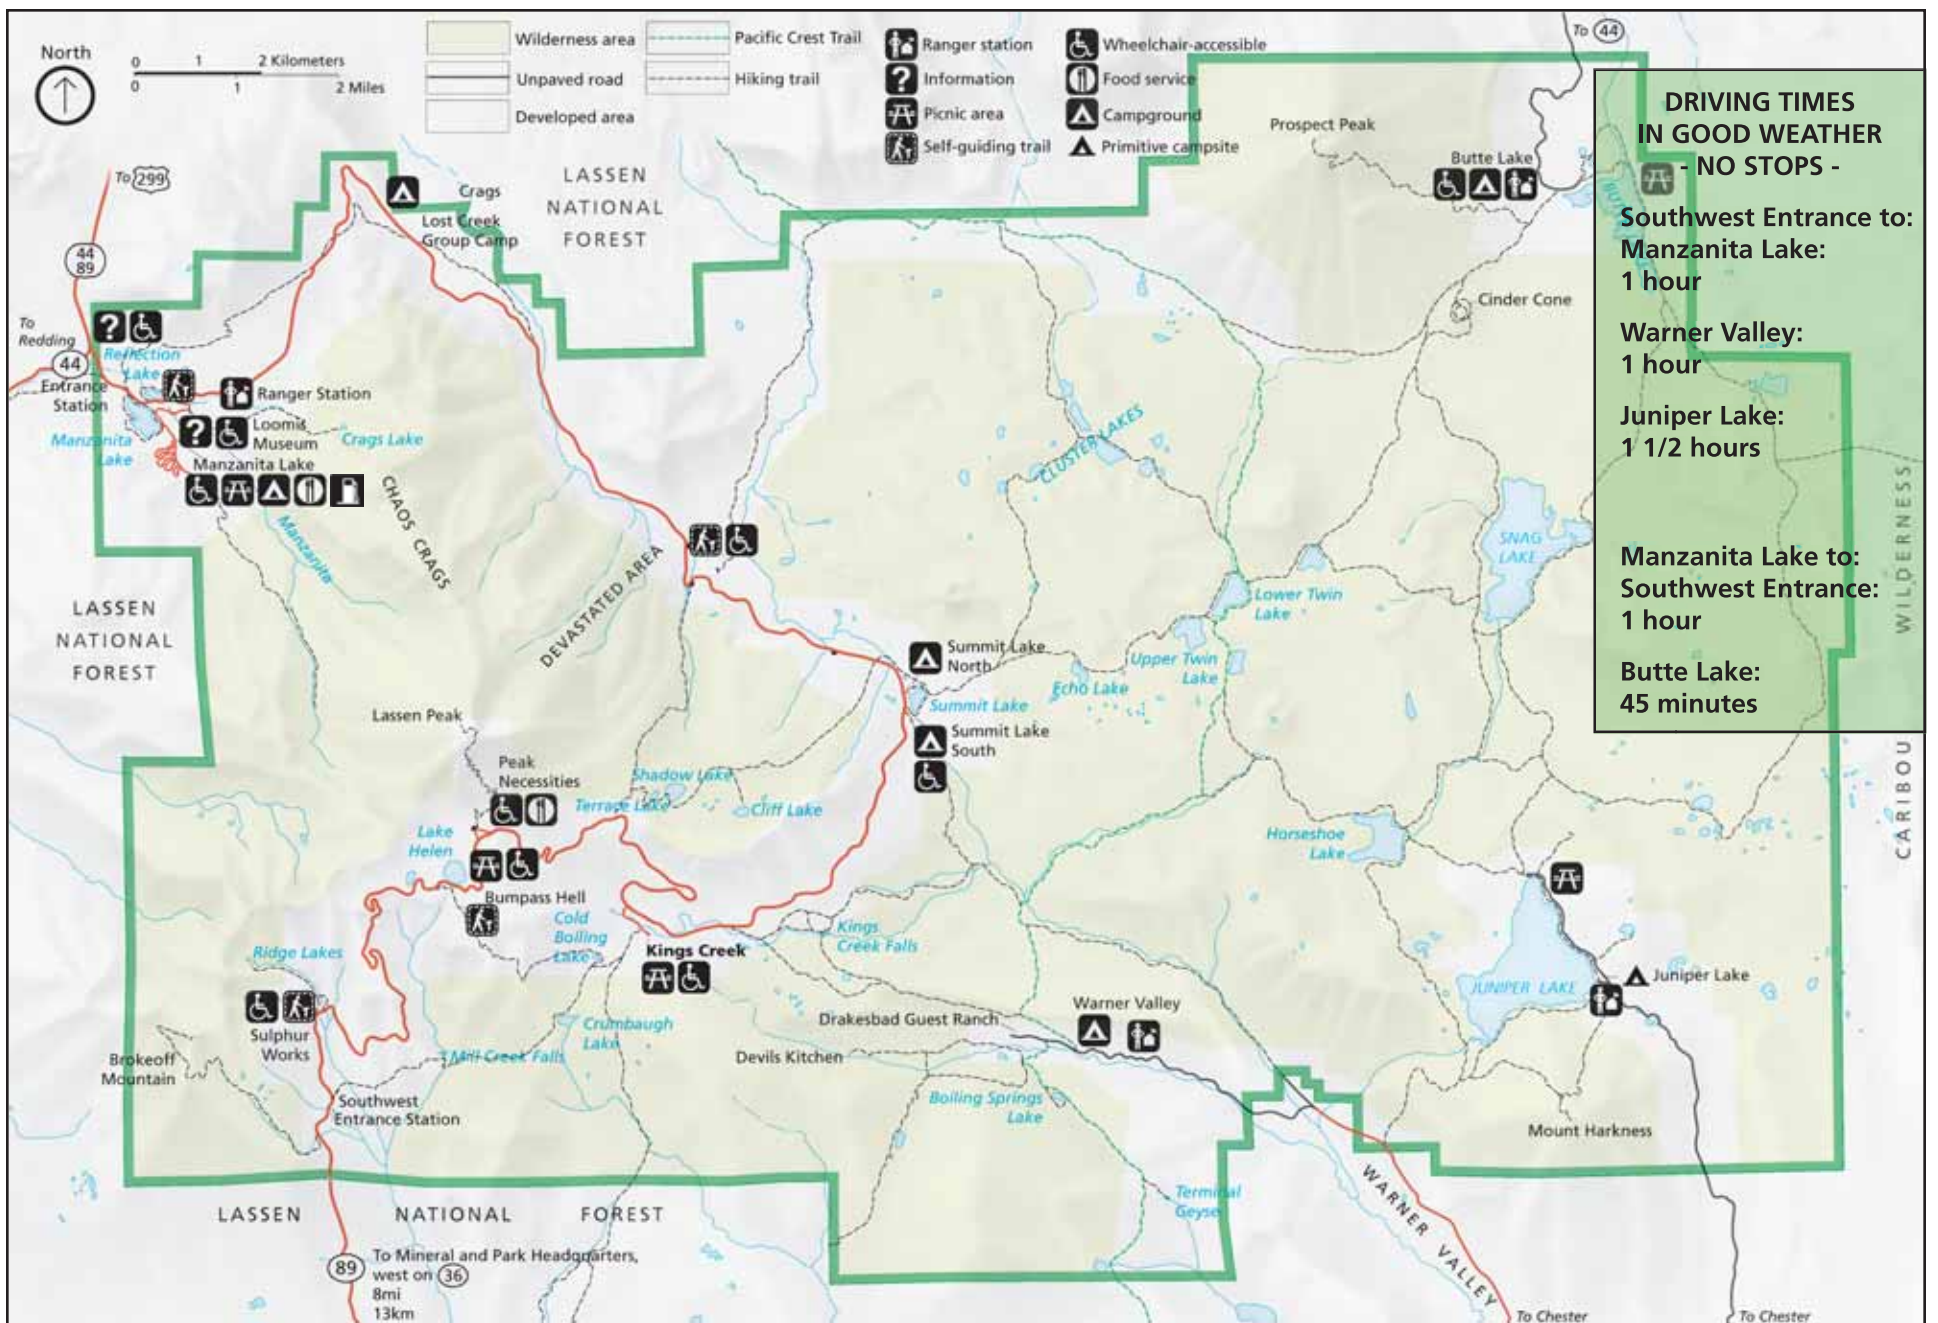 North
0 1 2 Kilometers
0 1 2 Miles
Wilderness area
Unpaved road
Developed area
Pacific Crest Trail
Hiking trail
Ranger station
Information
Picnic area
Self-guiding trail
Wheelchair-accessible
Food service
Campground
Primitive campsite
To 44
DRIVING TIMES
IN GOOD WEATHER
- NO STOPS -
Southwest Entrance to:
Manzanita Lake:
1 hour
Warner Valley:
1 hour
Juniper Lake:
1 1/2 hours
Manzanita Lake to:
Southwest Entrance:
1 hour
Butte Lake:
45 minutes
Prospect Peak
Butte Lake
To 299
44
89
Crags
Lost Creek
Group Camp
LASSEN
NATIONAL
FOREST
Cinder Cone
To
Redding
44
?
Reflection
Lake
Entrance
Station
Ranger Station
Manzanita
Lake
?
Loomis
Museum
Crags Lake
Manzanita Lake
CHAOS CRAGS
Manzanita
CLUSTER LAKES
SNAG
LAKE
WILDERNESS
CARIBOU
DEVASTATED AREA
LASSEN
NATIONAL
FOREST
Lower Twin
Lake
Summit Lake
North
Upper Twin
Lake
Echo Lake
Summit Lake
Summit Lake
South
Lassen Peak
Peak
Necessities
Shadow Lake
Terrace Lake
Cliff Lake
Lake
Helen
Horseshoe
Lake
Bumpass Hell
Cold
Boiling
Lake
Kings
Creek Falls
Kings Creek
Ridge Lakes
JUNIPER LAKE
Juniper Lake
Sulphur
Works
Warner Valley
Drakesbad Guest Ranch
Crumbaugh
Lake
Devils Kitchen
Mill Creek Falls
Brokeoff
Mountain
Southwest
Entrance Station
Boiling Springs
Lake
Mount Harkness
Terminal
Geyse
WARNER VALLEY
LASSEN NATIONAL FOREST
89
To Mineral and Park Headquarters,
west on 36
8mi
13km
To Chester
To Chester